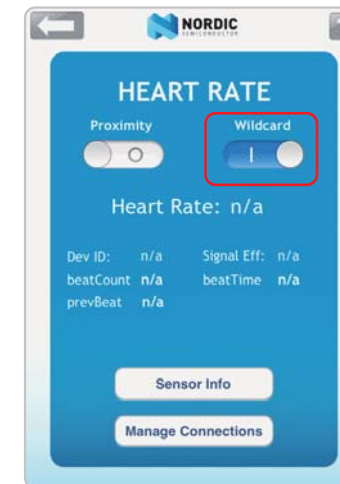 NORDIC
SEMICONDUCTOR
HEART RATE
Proximity Wildcard
Heart Rate: n/a
Dev ID: n/a Signal Eff: n/a
beatCount n/a beatTime n/a
prevBeat n/a
Sensor Info
Manage Connections